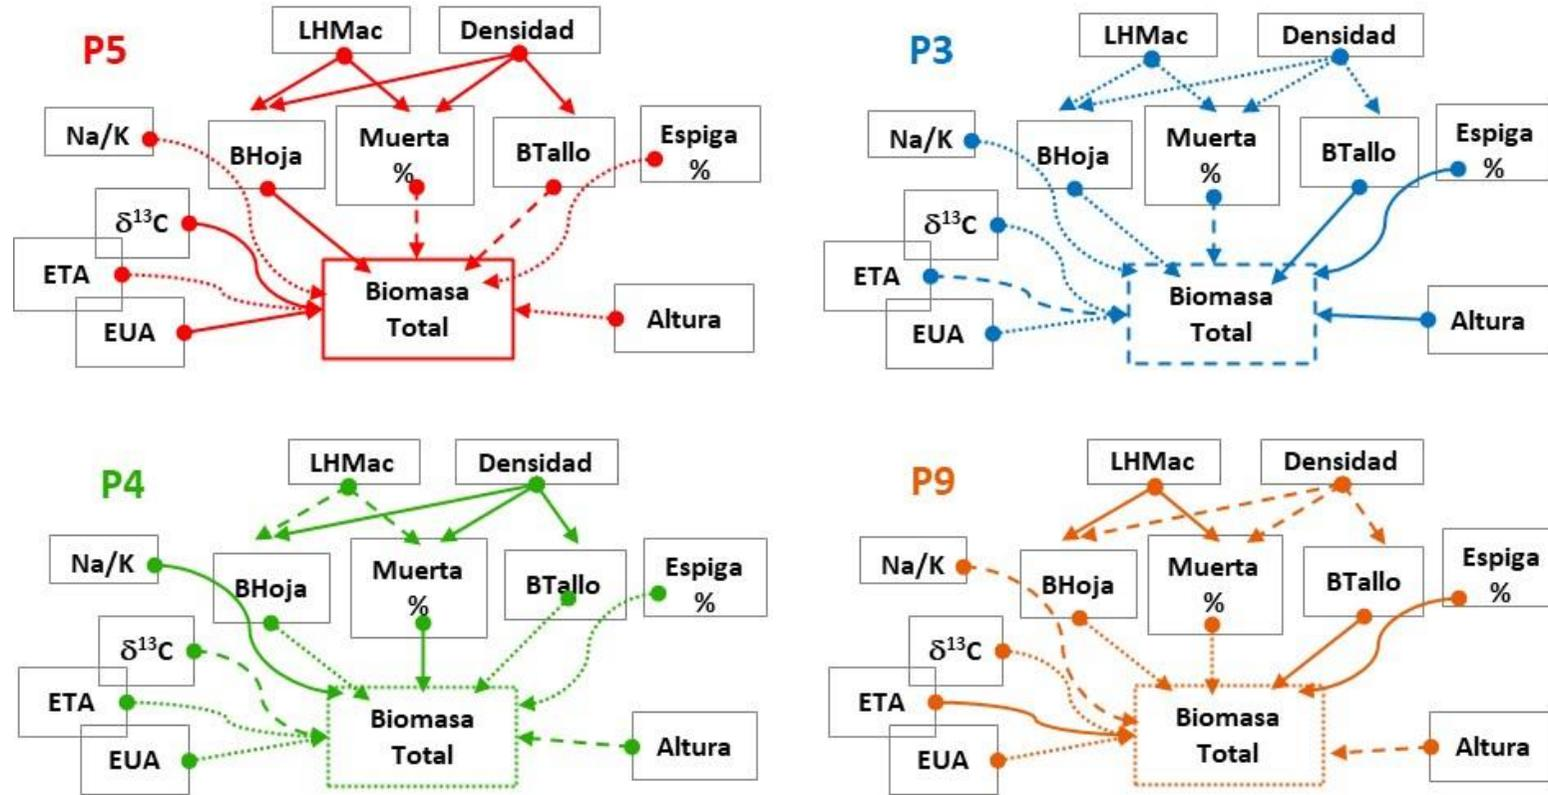 P5
LHMac
Densidad
Na/K
BHoja
Muerta
%
BTallo
Espiga
%
δ¹³C
ETA
EUA
Biomasa
Total
Altura
P3
LHMac
Densidad
Na/K
BHoja
Muerta
%
BTallo
Espiga
%
δ¹³C
ETA
EUA
Biomasa
Total
Altura
P4
LHMac
Densidad
Na/K
BHoja
Muerta
%
BTallo
Espiga
%
δ¹³C
ETA
EUA
Biomasa
Total
Altura
P9
LHMac
Densidad
Na/K
BHoja
Muerta
%
BTallo
Espiga
%
δ¹³C
ETA
EUA
Biomasa
Total
Altura